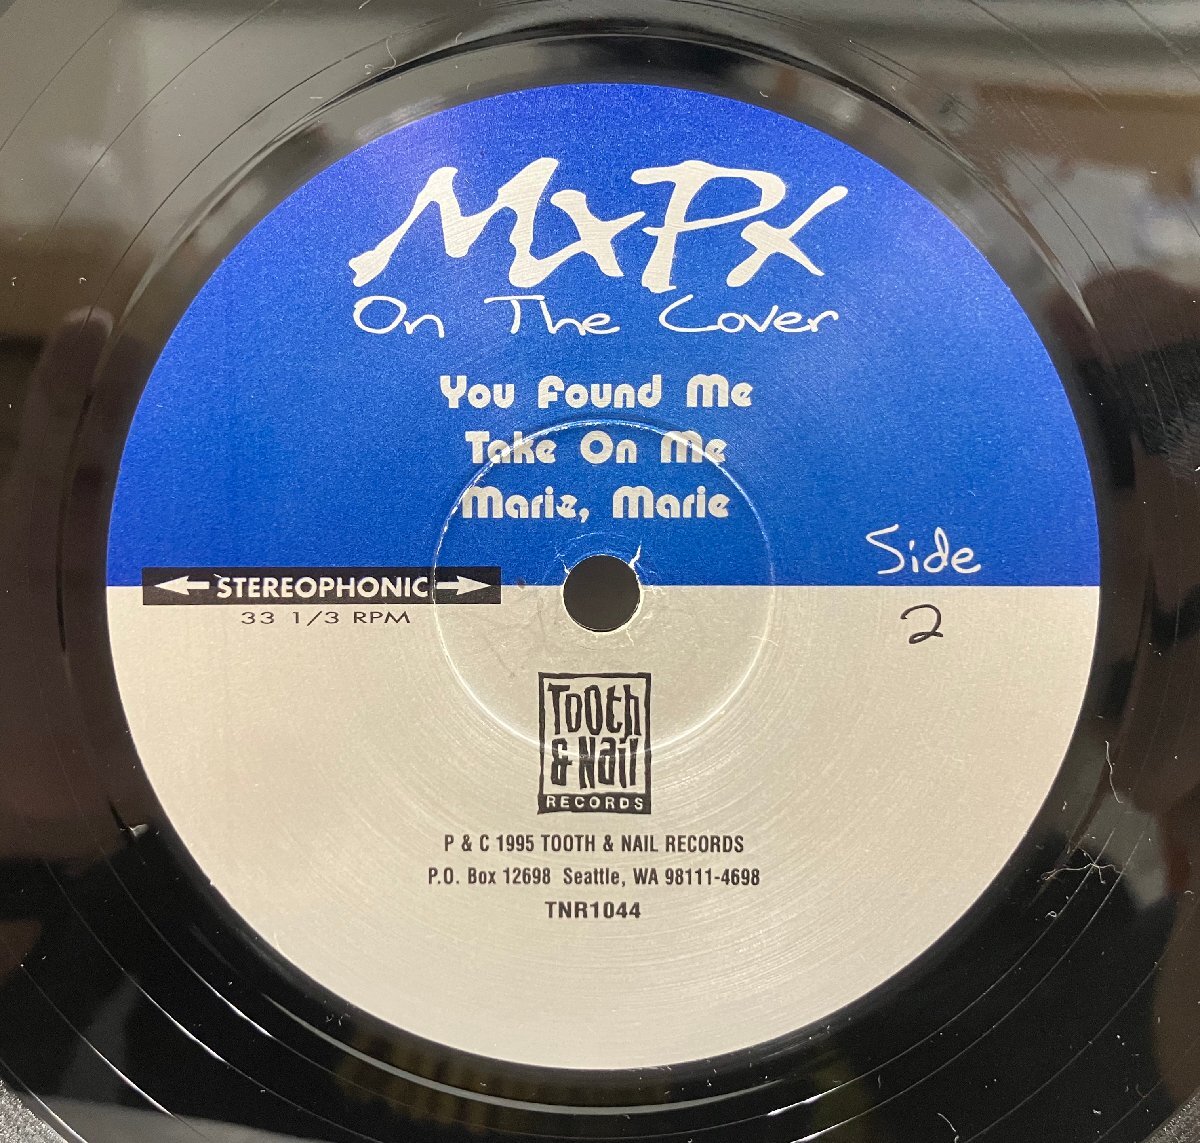 MxPx
On The Cover
You Found Me
Take On Me
Marie, Marie
Side
2
STEREOPHONIC
33 1/3 RPM
Tooth
& Nail
RECORDS
P & C 1995 TOOTH & NAIL RECORDS
P.O. Box 12698 Seattle, WA 98111-4698
TNR1044